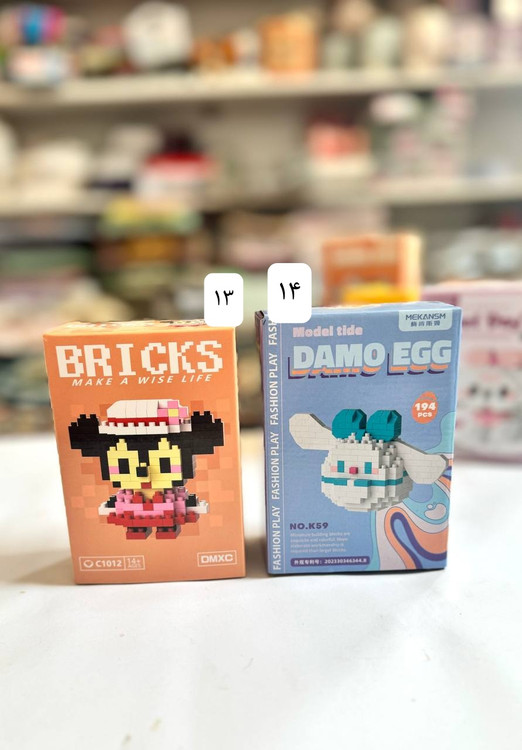 ۱۳
BRICKS
MAKE A WISE LIFE
C1012 14+
DMXC
۱۴
MEKANSM
Model tide
DAMO EGG
194
PCS
FASHION PLAY FASHION PLAY FASHION PLAY FAS
NO.K59